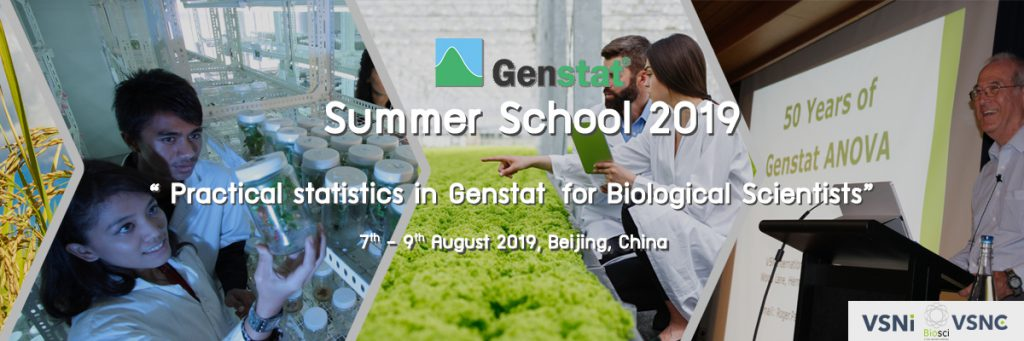 Genstat
Summer School 2019
“ Practical statistics in Genstat for Biological Scientists”
7th - 9th August 2019, Beijing, China
50 Years of
Genstat ANOVA
VSNi
Biosci
VSNC